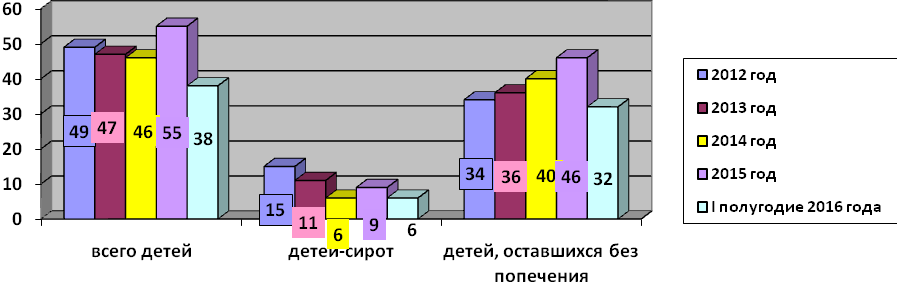 60
50
40
30
20
10
0
49 47 46 55 38
15 11 6 9 6
34 36 40 46 32
всего детей
детей-сирот
детей, оставшихся без
попечения
2012 год
2013 год
2014 год
2015 год
I полугодие 2016 года